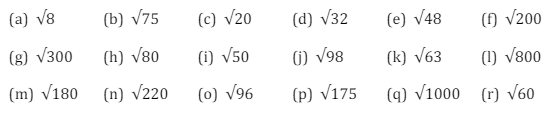 (a) √8 (b) √75 (c) √20 (d) √32 (e) √48 (f) √200
(g) √300 (h) √80 (i) √50 (j) √98 (k) √63 (l) √800
(m) √180 (n) √220 (o) √96 (p) √175 (q) √1000 (r) √60